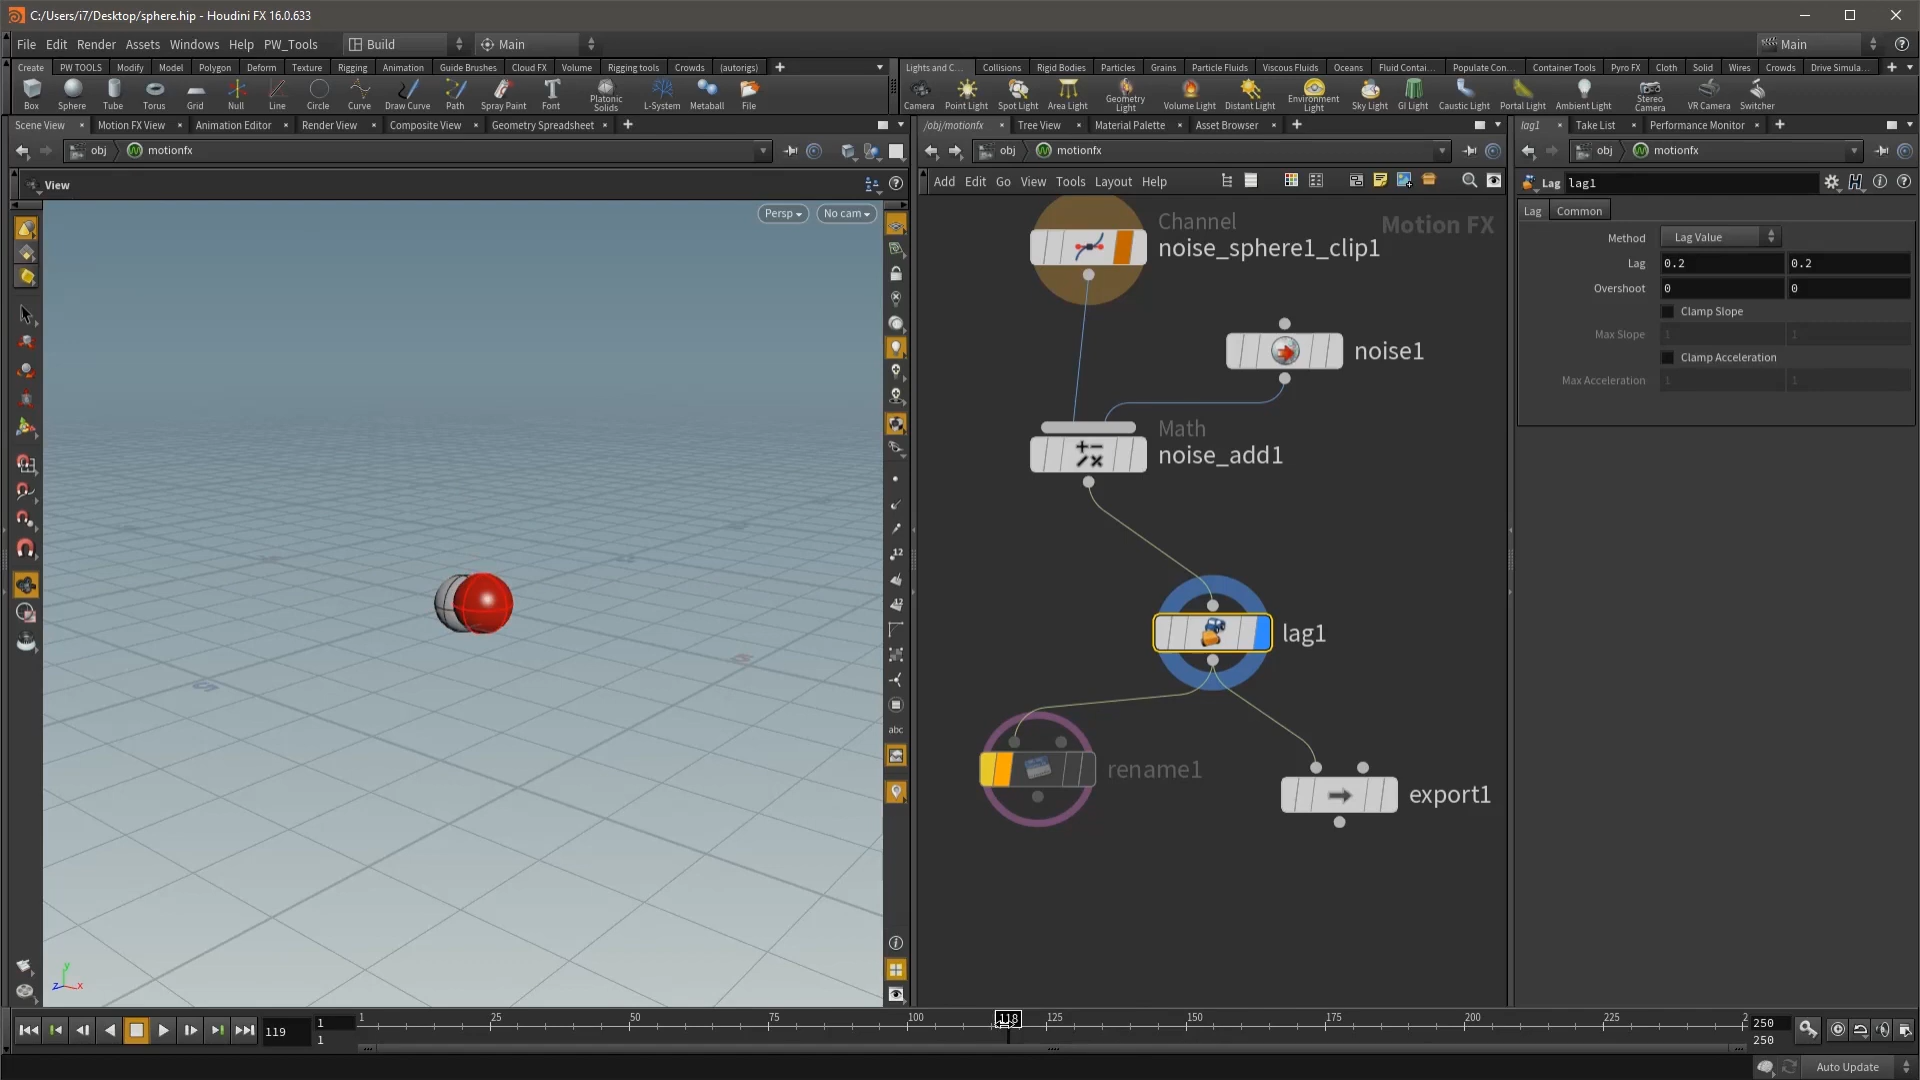 C:/Users/i7/Desktop/sphere.hip - Houdini FX 16.0.633
File Edit Render Assets Windows Help PW_Tools Build Main Main
Create PW TOOLS Modify Model Polygon Deform Texture Rigging Animation Guide Brushes Cloud FX Volume Rigging tools Crowds (autorigs)
Lights and C... Collisions Rigid Bodies Particles Grains Particle Fluids Viscous Fluids Oceans Fluid Contai... Populate Con... Container Tools Pyro FX Cloth Solid Wires Crowds Drive Simula...
Box Sphere Tube Torus Grid Null Line Circle Curve Draw Curve Path Spray Paint Font Platonic Solids L-System Metaball File
Camera Point Light Spot Light Area Light Geometry Light Volume Light Distant Light Environment Light Sky Light GI Light Caustic Light Portal Light Ambient Light Stereo Camera VR Camera Switcher
Scene View Motion FX View Animation Editor Render View Composite View Geometry Spreadsheet
/obj/motionfx Tree View Material Palette Asset Browser
lag1 Take List Performance Monitor
obj motionfx
obj motionfx
obj motionfx
View
Persp No cam
Add Edit Go View Tools Layout Help
Motion FX
Channel
noise_sphere1_clip1
noise1
Math
noise_add1
lag1
rename1
export1
Lag lag1
Lag Common
Method Lag Value
Lag 0.2 0.2
Overshoot 0 0
Clamp Slope
Max Slope 1 1
Clamp Acceleration
Max Acceleration 1 1
5
12
12
abc
y
z x
119
1
1
1 25 50 75 100 118 125 150 175 200 225 2
250
250
Auto Update